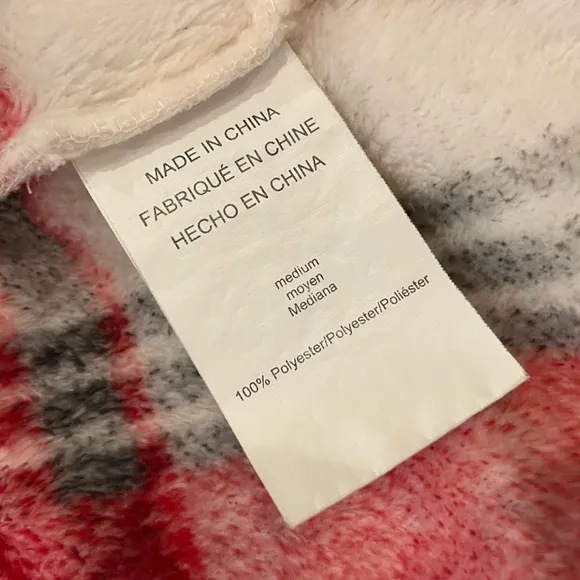 MADE IN CHINA
FABRIQUÉ EN CHINE
HECHO EN CHINA
medium
moyen
Mediana
100% Polyester/Polyester/Poliéster